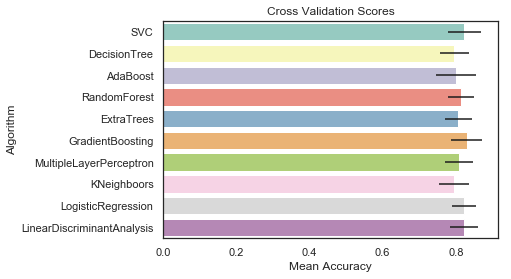 Cross Validation Scores
Algorithm
SVC
DecisionTree
AdaBoost
RandomForest
ExtraTrees
GradientBoosting
MultipleLayerPerceptron
KNeighboors
LogisticRegression
LinearDiscriminantAnalysis
0.0 0.2 0.4 0.6 0.8
Mean Accuracy